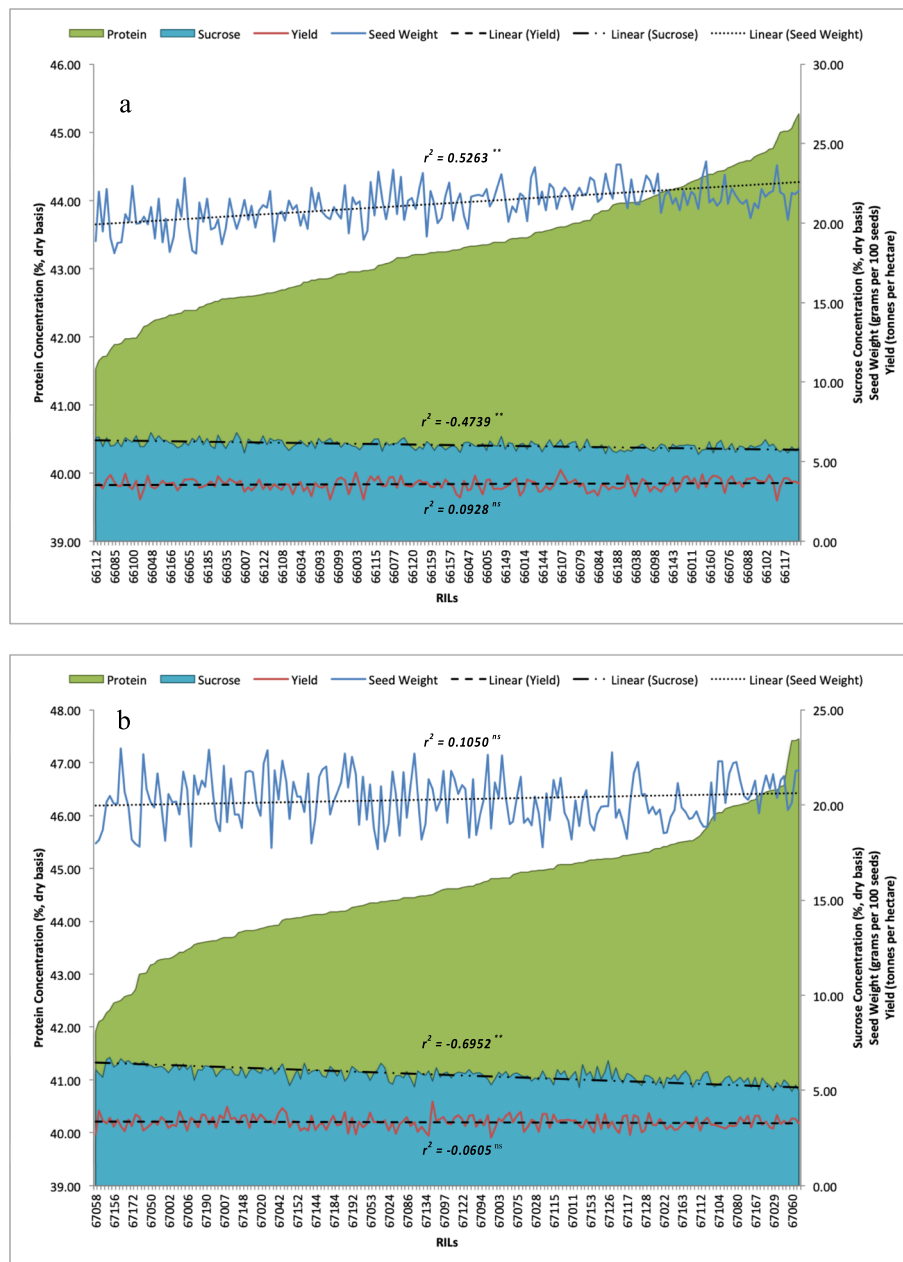 Protein Sucrose Yield Seed Weight Linear (Yield) Linear (Sucrose) Linear (Seed Weight)
a
46.00
45.00
44.00
43.00
42.00
41.00
40.00
39.00
Protein Concentration (%, dry basis)
r² = 0.5263 **
r² = -0.4739 **
r² = 0.0928 ns
30.00
25.00
20.00
15.00
10.00
5.00
0.00
Sucrose Concentration (%, dry basis)
Seed Weight (grams per 100 seeds)
Yield (tonnes per hectare)
66112 66085 66100 66048 66166 66065 66185 66035 66007 66122 66108 66034 66093 66099 66003 66115 66077 66120 66159 66157 66047 66005 66149 66014 66144 66107 66079 66084 66188 66038 66098 66143 66011 66160 66076 66088 66102 66117
RILs
Protein Sucrose Yield Seed Weight Linear (Yield) Linear (Sucrose) Linear (Seed Weight)
b
48.00
47.00
46.00
45.00
44.00
43.00
42.00
41.00
40.00
39.00
Protein Concentration (%, dry basis)
r² = 0.1050 ns
r² = -0.6952 **
r² = -0.0605 ns
25.00
20.00
15.00
10.00
5.00
0.00
Sucrose Concentration (%, dry basis)
Seed Weight (grams per 100 seeds)
Yield (tonnes per hectare)
67058 67156 67172 67050 67002 67006 67190 67007 67148 67020 67042 67152 67144 67184 67192 67053 67024 67086 67134 67097 67122 67094 67003 67075 67028 67115 67011 67153 67126 67117 67128 67022 67163 67112 67104 67080 67167 67029 67060
RILs